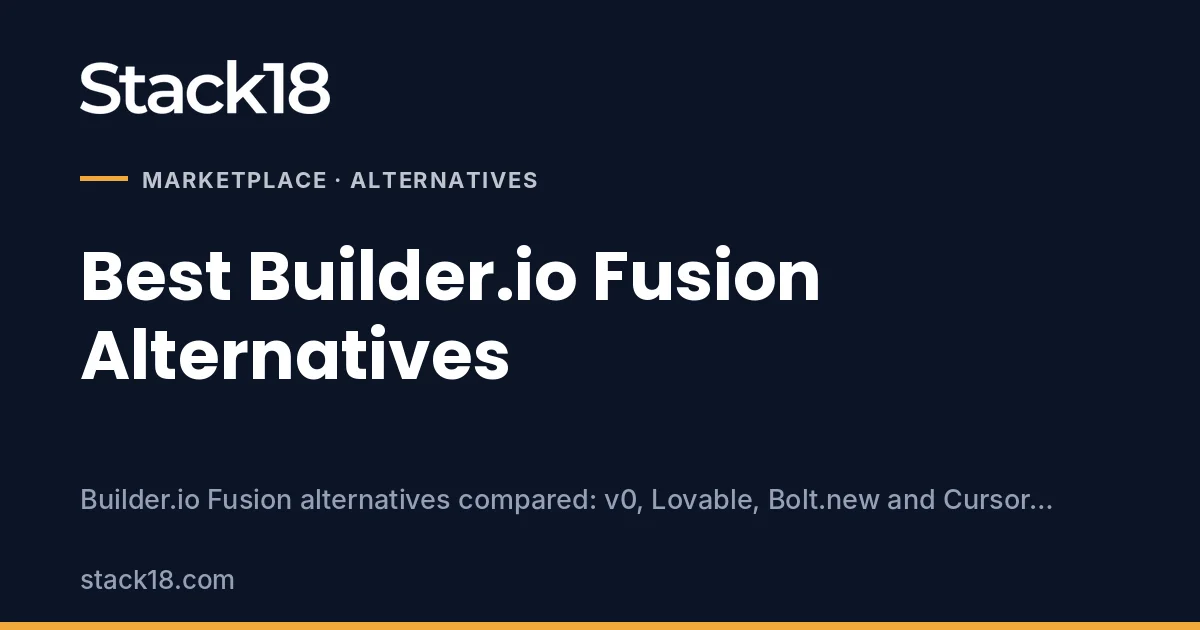 Stack18
MARKETPLACE · ALTERNATIVES
Best Builder.io Fusion
Alternatives
Builder.io Fusion alternatives compared: v0, Lovable, Bolt.new and Cursor…
stack18.com